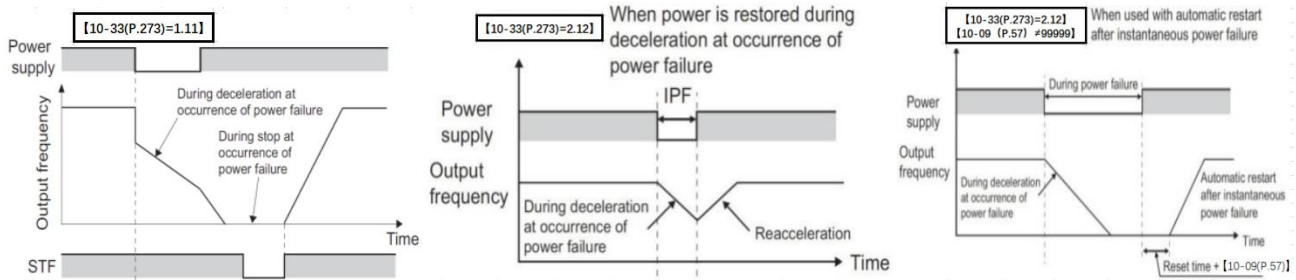 【10-33(P.273)=1.11】
Power
supply
During deceleration at
occurrence of power failure
During stop at
occurrence of
power failure
Output frequency
Time
STF
【10-33(P.273)=2.12】
When power is restored during
deceleration at occurrence of
power failure
IPF
Power
supply
Output
frequency
During deceleration
at occurrence of
power failure
Reacceleration
Time
【10-33(P.273)=2.12】
【10-09（P.57）≠99999】
When used with automatic restart
after instantaneous power failure
During power failure
Power
supply
Output
frequency
During deceleration
at occurrence of
power failure
Automatic restart
after instantaneous
power failure
Time
Reset time +【10-09(P.57)】